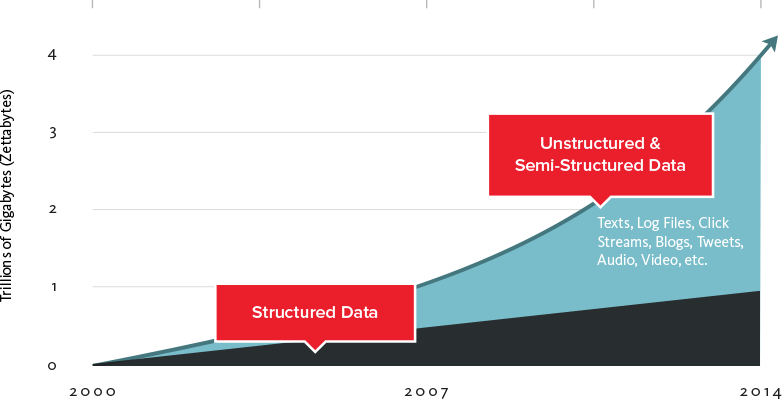 Trillions of Gigabytes (Zettabytes)
4
3
2
1
0
Unstructured &
Semi-Structured Data
Texts, Log Files, Click
Streams, Blogs, Tweets,
Audio, Video, etc.
Structured Data
2000
2007
2014